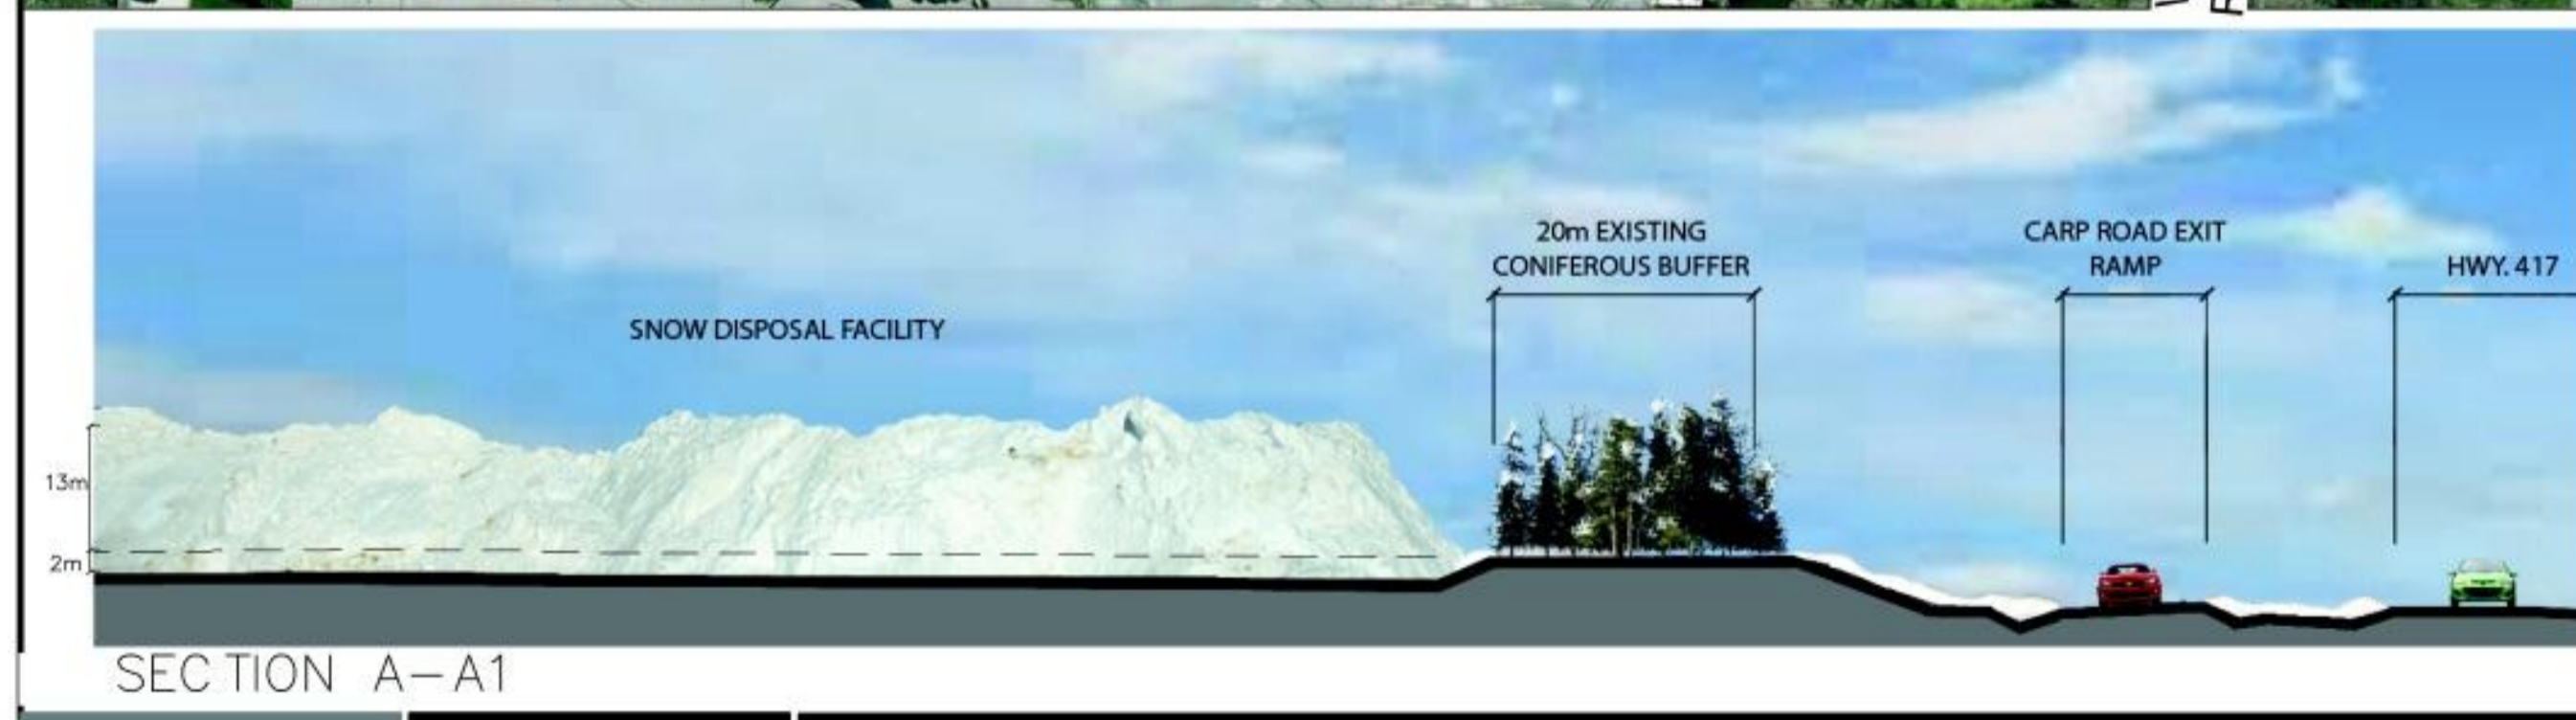 20m EXISTING
CONIFEROUS BUFFER
CARP ROAD EXIT
RAMP
HWY. 417
SNOW DISPOSAL FACILITY
13m
2m
SECTION A-A1